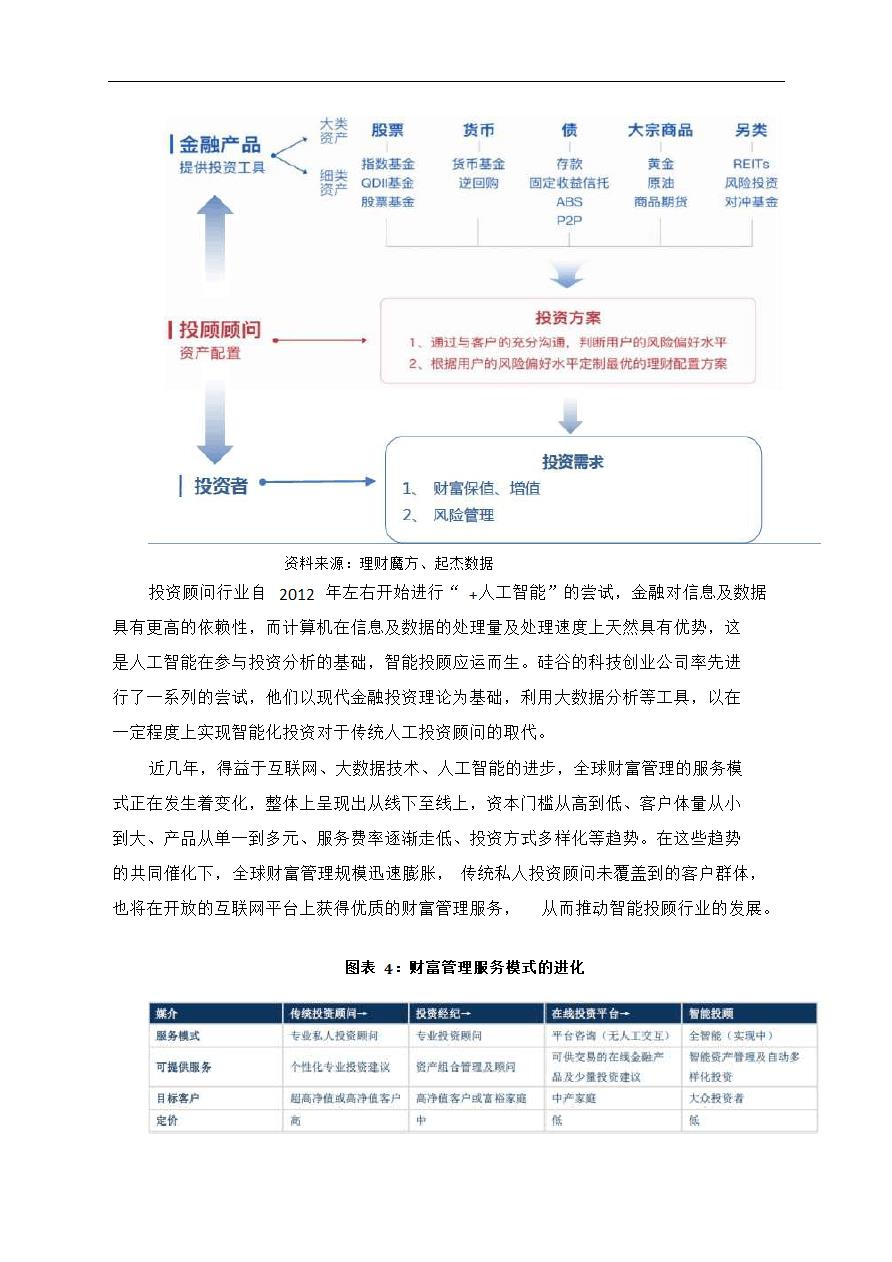 金融产品
提供投资工具
大类
资产
细类
资产
股票 货币 债 大宗商品 另类
指数基金 货币基金 存款 黄金 REITs
QDII基金 逆回购 固定收益信托 原油 风险投资
股票基金 ABS 商品期货 对冲基金
P2P
投顾顾问
资产配置
投资方案
1、通过与客户的充分沟通，判断用户的风险偏好水平
2、根据用户的风险偏好水平定制最优的理财配置方案
投资者
投资需求
1、 财富保值、增值
2、 风险管理
资料来源：理财魔方、起杰数据
投资顾问行业自 2012 年左右开始进行“ +人工智能”的尝试，金融对信息及数据
具有更高的依赖性，而计算机在信息及数据的处理量及处理速度上天然具有优势，这
是人工智能在参与投资分析的基础，智能投顾应运而生。硅谷的科技创业公司率先进
行了一系列的尝试，他们以现代金融投资理论为基础，利用大数据分析等工具，以在
一定程度上实现智能化投资对于传统人工投资顾问的取代。
近几年，得益于互联网、大数据技术、人工智能的进步，全球财富管理的服务模
式正在发生着变化，整体上呈现出从线下至线上，资本门槛从高到低、客户体量从小
到大、产品从单一到多元、服务费率逐渐走低、投资方式多样化等趋势。在这些趋势
的共同催化下，全球财富管理规模迅速膨胀， 传统私人投资顾问未覆盖到的客户群体，
也将在开放的互联网平台上获得优质的财富管理服务， 从而推动智能投顾行业的发展。
图表 4：财富管理服务模式的进化
媒介 传统投资顾问→ 投资经纪→ 在线投资平台→ 智能投顾
服务模式 专业私人投资顾问 专业投资顾问 平台咨询（无人工交互） 全智能（实现中）
可提供服务 个性化专业投资建议 资产组合管理及顾问 可供交易的在线金融产 智能资产管理及自动多
品及少量投资建议 样化投资
目标客户 超高净值或高净值客户 高净值客户或富裕家庭 中产家庭 大众投资者
定价 高 中 低 低